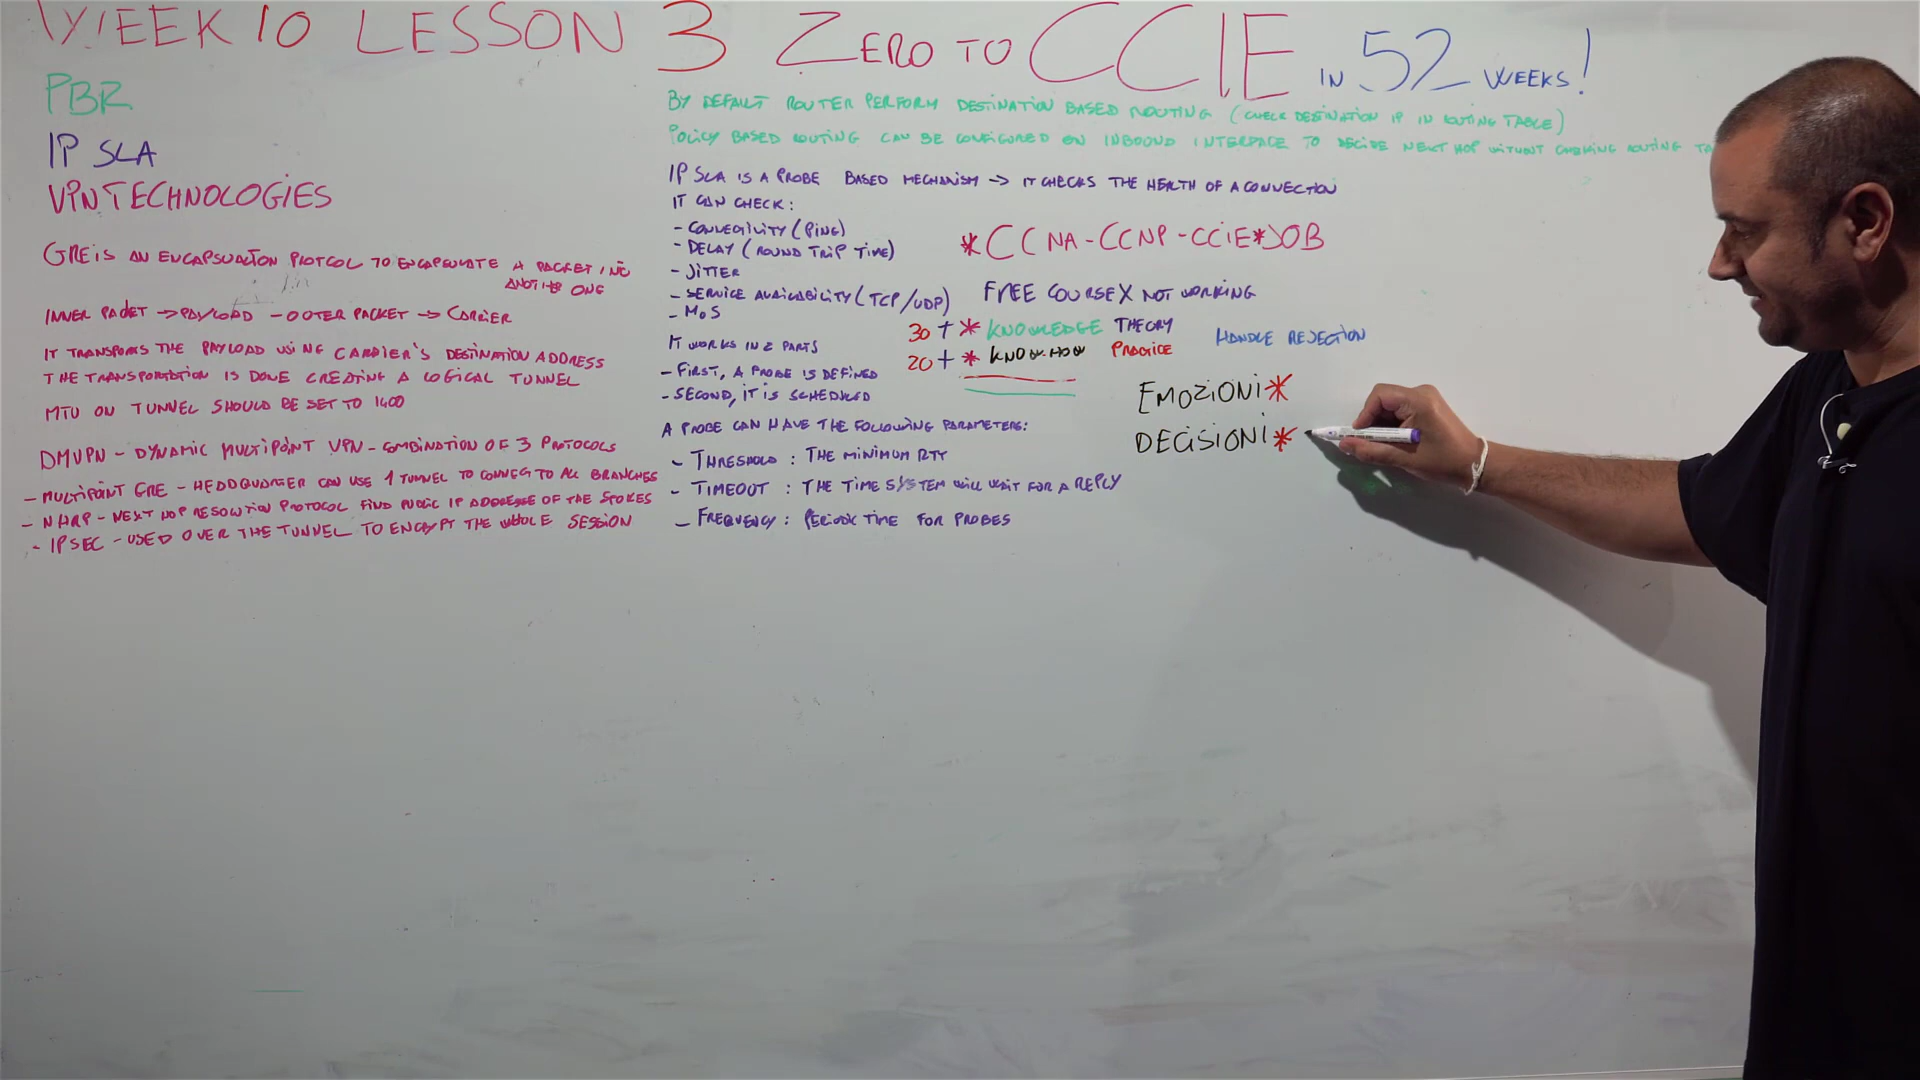 WEEK 10 LESSON 3 ZERO TO CCIE IN 52 WEEKS!
PBR
IP SLA
VPN TECHNOLOGIES
GRE IS AN ENCAPSULATION PROTCOL TO ENCAPSULATE A PACKET INTO
ANOTHER ONE
INNER PACKET → PAYLOAD - OUTER PACKET → CARRIER
IT TRANSPORTS THE PAYLOAD USING CARRIER'S DESTINATION ADDRESS
THE TRANSPORTATION IS DONE CREATING A LOGICAL TUNNEL
MTU ON TUNNEL SHOULD BE SET TO 1400
DMVPN - DYNAMIC MULTIPOINT VPN - COMBINATION OF 3 PROTOCOLS
- MULTIPOINT GRE - HEADQUARTER CAN USE 1 TUNNEL TO CONNECT TO ALL BRANCHES
- NHRP - NEXT HOP RESOLUTION PROTOCOL FIND PUBLIC IP ADDRESSE OF THE SPOKES
- IPSEC - USED OVER THE TUNNEL TO ENCRYPT THE WHOLE SESSION
BY DEFAULT ROUTER PERFORM DESTINATION BASED ROUTING (CHECK DESTINATION IP IN ROUTING TABLE)
POLICY BASED ROUTING CAN BE CONFIGURED ON INBOUND INTERFACE TO DECIDE NEXT HOP WITHOUT CHECKING ROUTING TA
IP SLA IS A PROBE BASED MECHANISM → IT CHECKS THE HEALTH OF A CONNECTION
IT CAN CHECK:
- CONNECTIVITY (PING)
- DELAY (ROUND TRIP TIME)
- JITTER
- SERVICE AVAILABILITY (TCP/UDP)
- MOS
IT WORKS IN 2 PARTS
- FIRST, A PROBE IS DEFINED
- SECOND, IT IS SCHEDULED
A PROBE CAN HAVE THE FOLLOWING PARAMETERS:
- THRESHOLD : THE MINIMUM RTT
- TIMEOUT : THE TIME SYSTEM WILL WAIT FOR A REPLY
- FREQUENCY : PERIODIC TIME FOR PROBES
* CCNA - CCNP - CCIE * JOB
FREE COURSE X NOT WORKING
30 + * KNOWLEDGE THEORY
20 + * KNOW-HOW PRACTICE
HANDLE REJECTION
EMOZIONI *
DECISIONI *